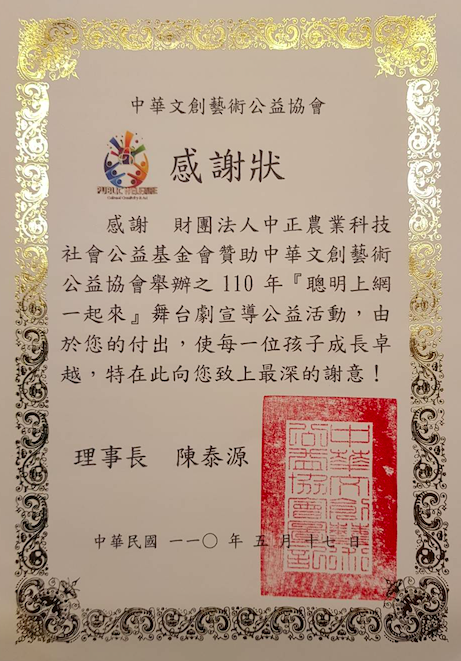 中華文創藝術公益協會
感謝狀
感謝 財團法人中正農業科技
社會公益基金會贊助中華文創藝術
公益協會舉辦之 110 年『聰明上網
一起來』舞台劇宣導公益活動，由
於您的付出，使每一位孩子成長卓
越，特在此向您致上最深的謝意！
理事長 陳泰源
中華民國 一一〇 年 五 月 十七 日